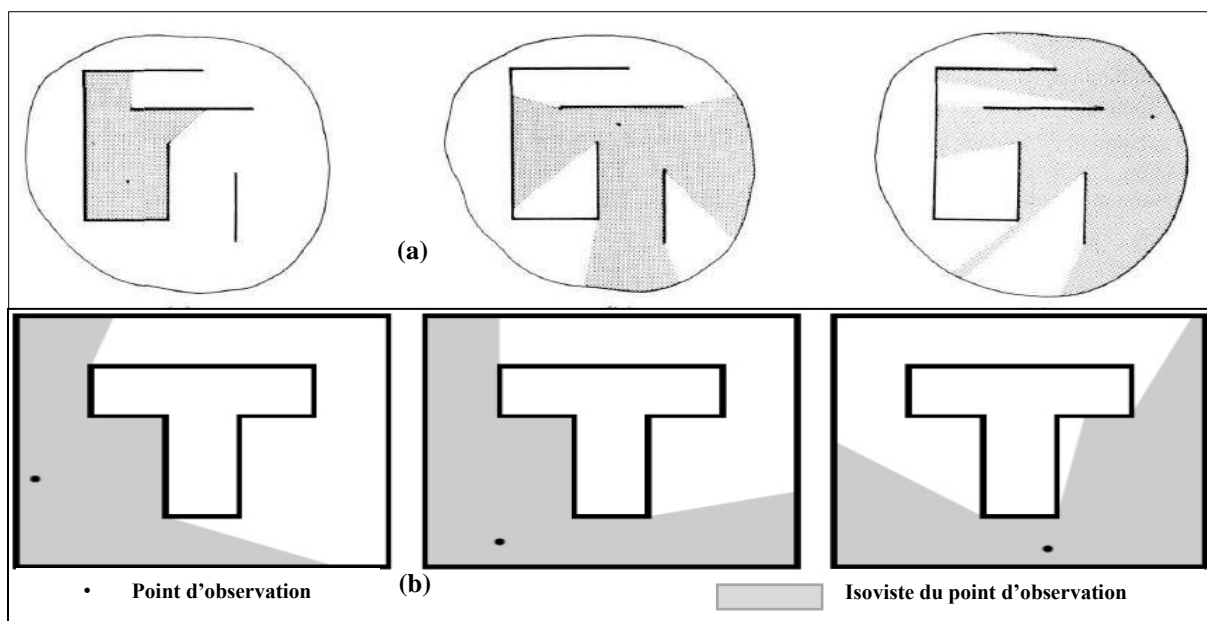 (a)
• Point d’observation
(b)
Isoviste du point d’observation